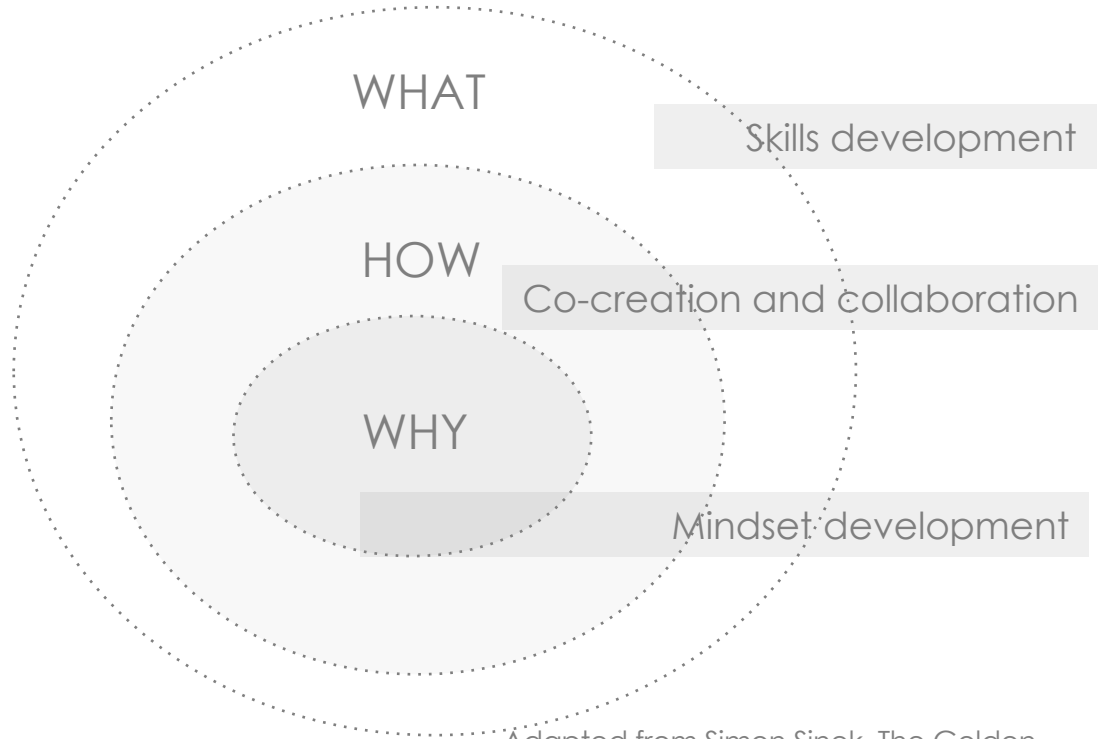 WHAT
Skills development
HOW
Co-creation and collaboration
WHY
Mindset development
Adapted from Simon Sinek, The Golden